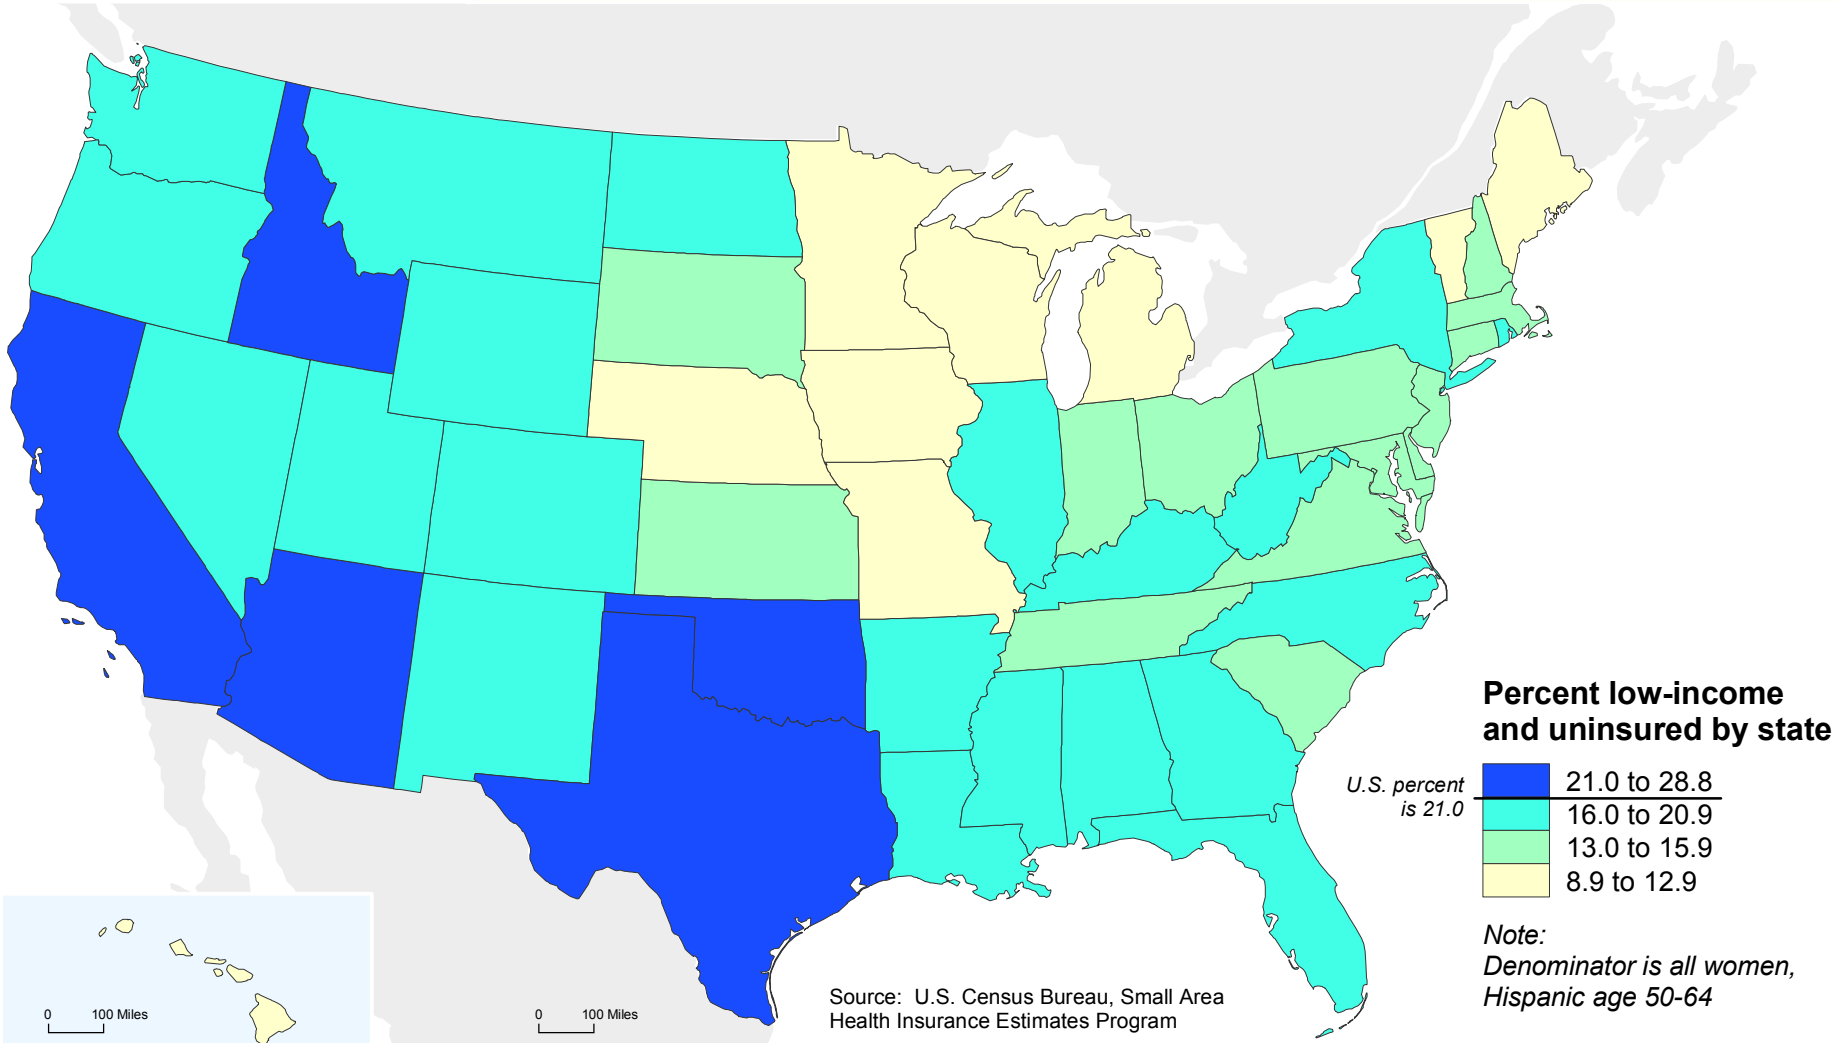 Percent low-income
and uninsured by state
U.S. percent
is 21.0
21.0 to 28.8
16.0 to 20.9
13.0 to 15.9
8.9 to 12.9
Note:
Denominator is all women,
Hispanic age 50-64
Source: U.S. Census Bureau, Small Area
Health Insurance Estimates Program
0 100 Miles
0 100 Miles